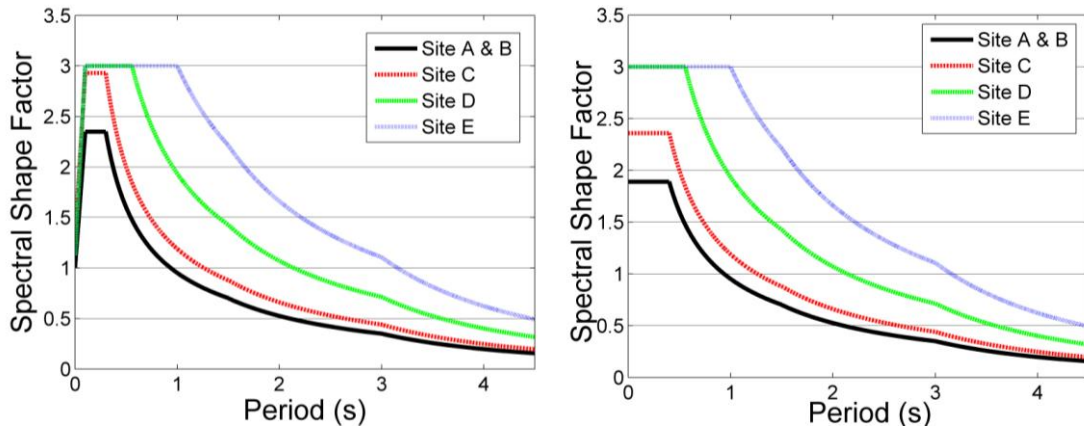 3.5
3
2.5
2
1.5
1
0.5
0
Spectral Shape Factor
Site A & B
Site C
Site D
Site E
0 1 2 3 4
Period (s)
3.5
3
2.5
2
1.5
1
0.5
0
Spectral Shape Factor
Site A & B
Site C
Site D
Site E
0 1 2 3 4
Period (s)